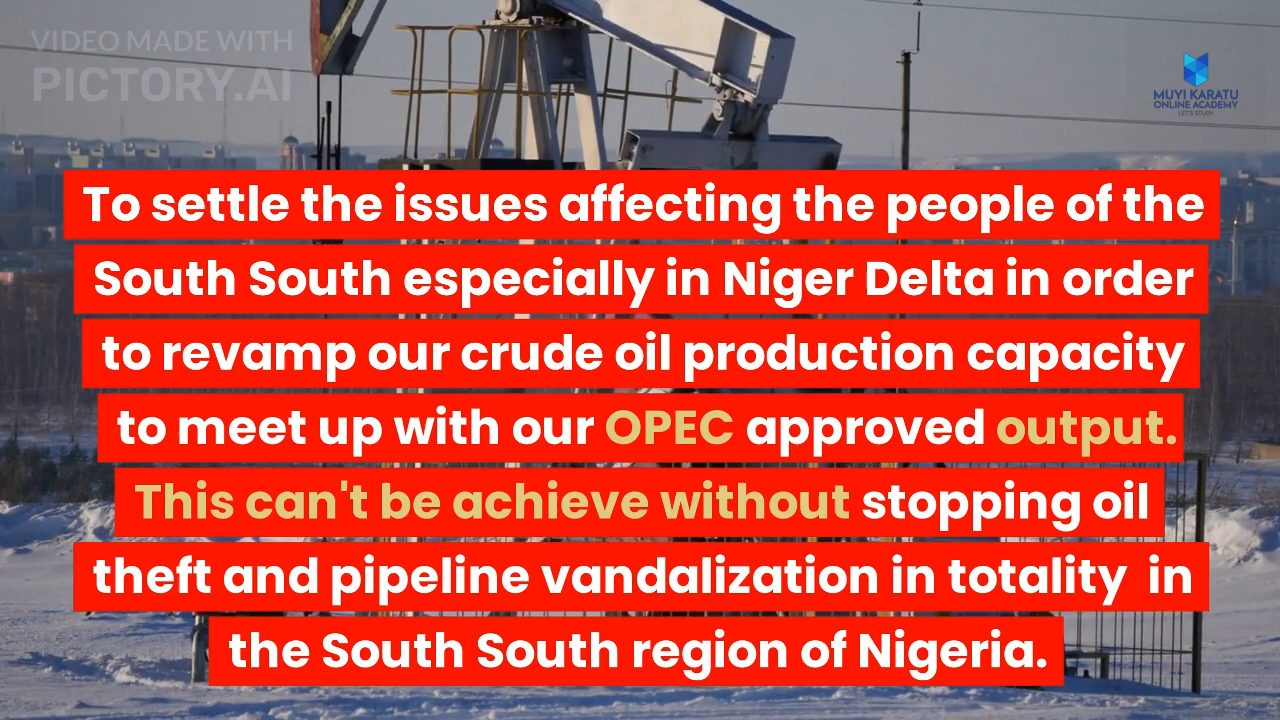 VIDEO MADE WITH
PICTORY.AI
MUYI KARATU
ONLINE ACADEMY
LET'S STUDY
To settle the issues affecting the people of the
South South especially in Niger Delta in order
to revamp our crude oil production capacity
to meet up with our OPEC approved output.
This can't be achieve without stopping oil
theft and pipeline vandalization in totality  in
the South South region of Nigeria.